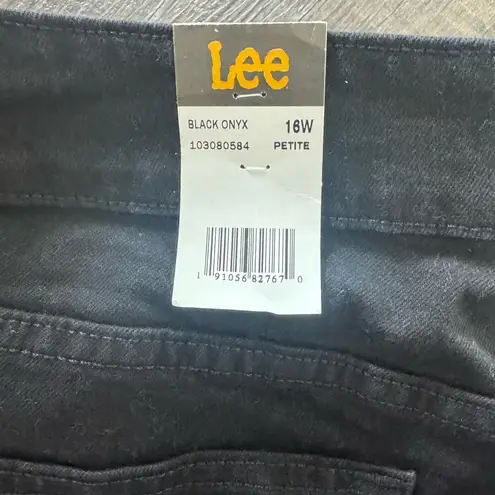 Lee
BLACK ONYX 16W
103080584 PETITE
1 91056 82767 0